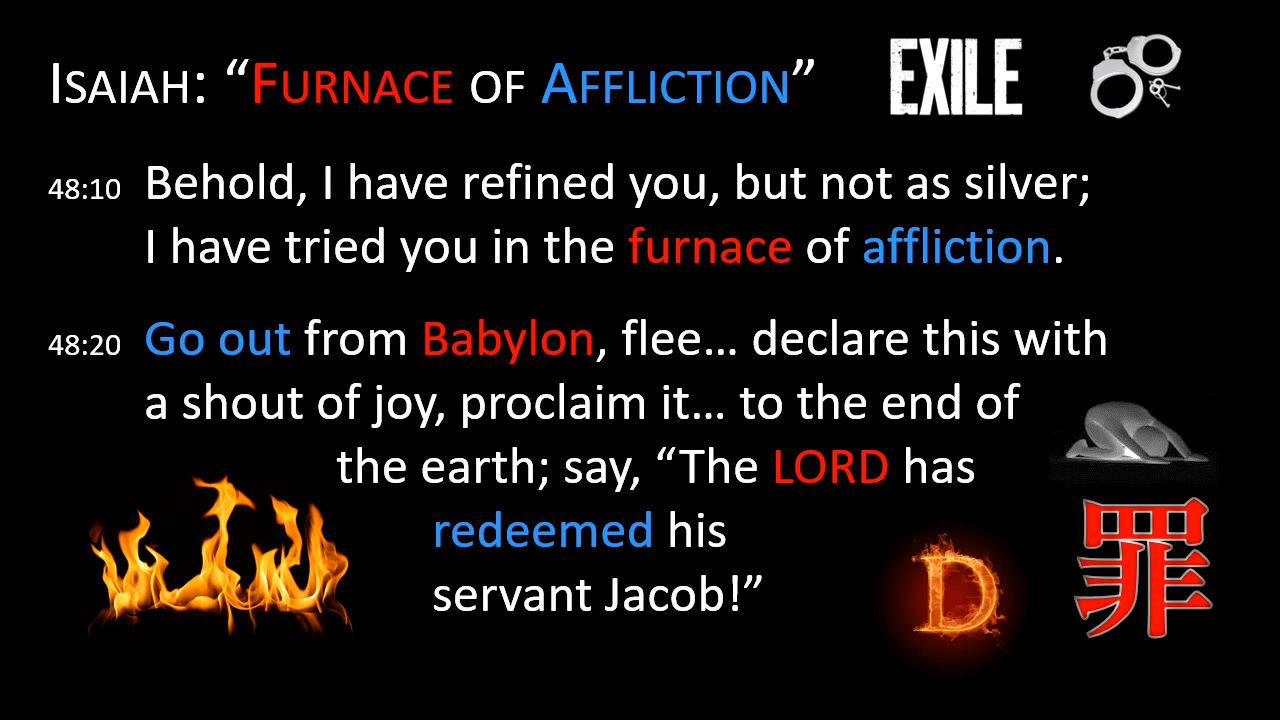 ISAIAH: “FURNACE OF AFFLICTION”
EXILE
48:10 Behold, I have refined you, but not as silver;
I have tried you in the furnace of affliction.
48:20 Go out from Babylon, flee… declare this with
a shout of joy, proclaim it… to the end of
the earth; say, “The LORD has
redeemed his
servant Jacob!”
D
罪